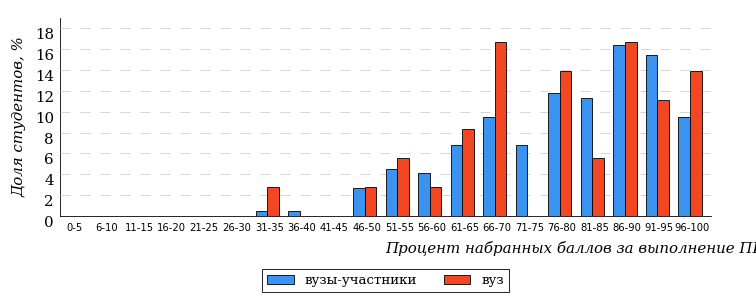 Доля студентов, %
18
16
14
12
10
8
6
4
2
0
0-5 6-10 11-15 16-20 21-25 26-30 31-35 36-40 41-45 46-50 51-55 56-60 61-65 66-70 71-75 76-80 81-85 86-90 91-95 96-100
Процент набранных баллов за выполнение
вузы-участники вуз